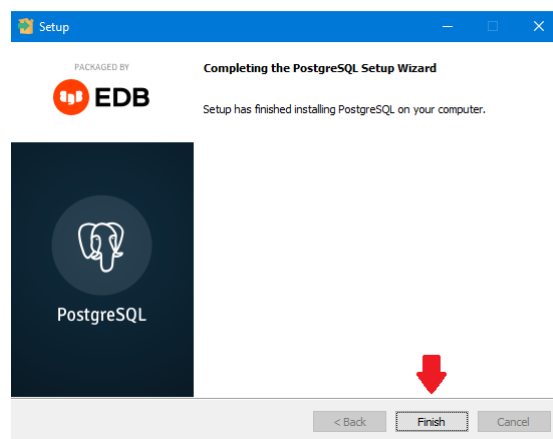 Setup
PACKAGED BY
EDB
Completing the PostgreSQL Setup Wizard
Setup has finished installing PostgreSQL on your computer.
PostgreSQL
< Back
Finish
Cancel